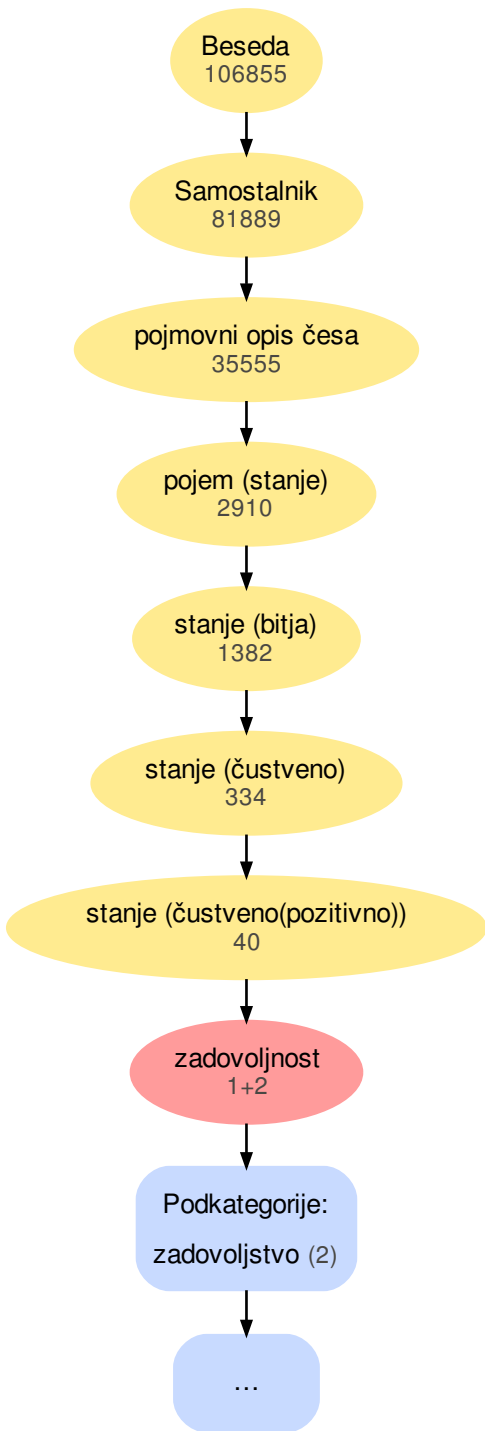 Beseda
106855
Samostalnik
81889
pojmovni opis česa
35555
pojem (stanje)
2910
stanje (bitja)
1382
stanje (čustveno)
334
stanje (čustveno(pozitivno))
40
zadovoljnost
1+2
Podkategorije:
zadovoljstvo (2)
...